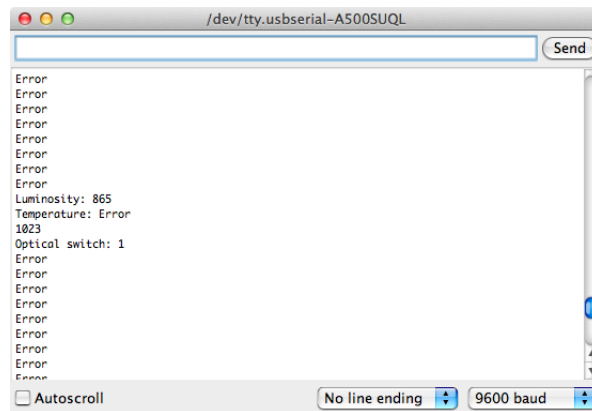 /dev/tty.usbserial-A500SUQL
Send
Error
Error
Error
Error
Error
Error
Error
Error
Luminosity: 865
Temperature: Error
1023
Optical switch: 1
Error
Error
Error
Error
Error
Error
Error
Error
Error
Autoscroll
No line ending
9600 baud